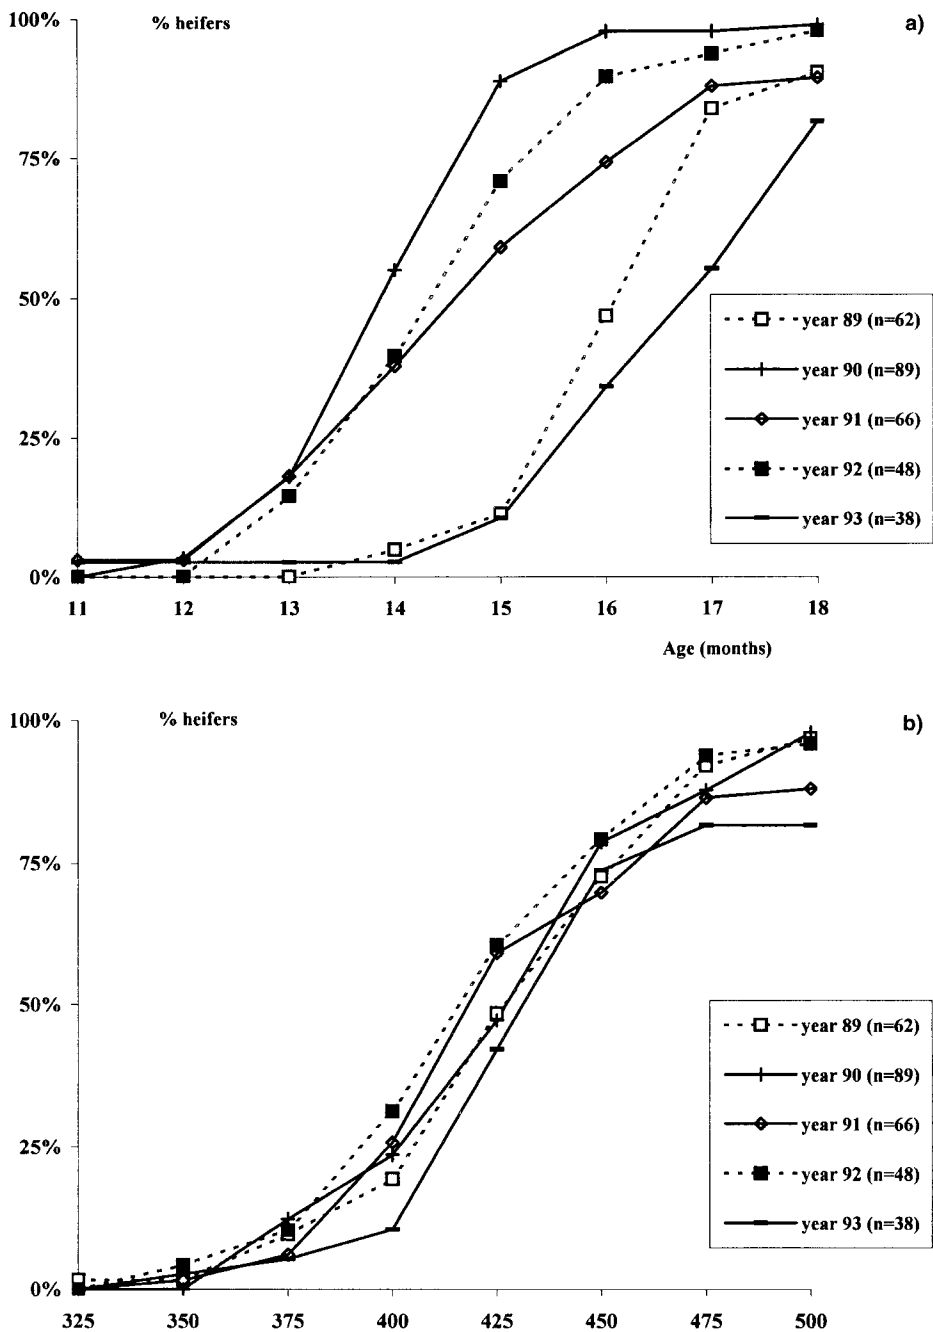 100%
% heifers
a)
75%
50%
25%
0%
year 89 (n=62)
year 90 (n=89)
year 91 (n=66)
year 92 (n=48)
year 93 (n=38)
11 12 13 14 15 16 17 18
Age (months)
100%
% heifers
b)
75%
50%
25%
0%
year 89 (n=62)
year 90 (n=89)
year 91 (n=66)
year 92 (n=48)
year 93 (n=38)
325 350 375 400 425 450 475 500